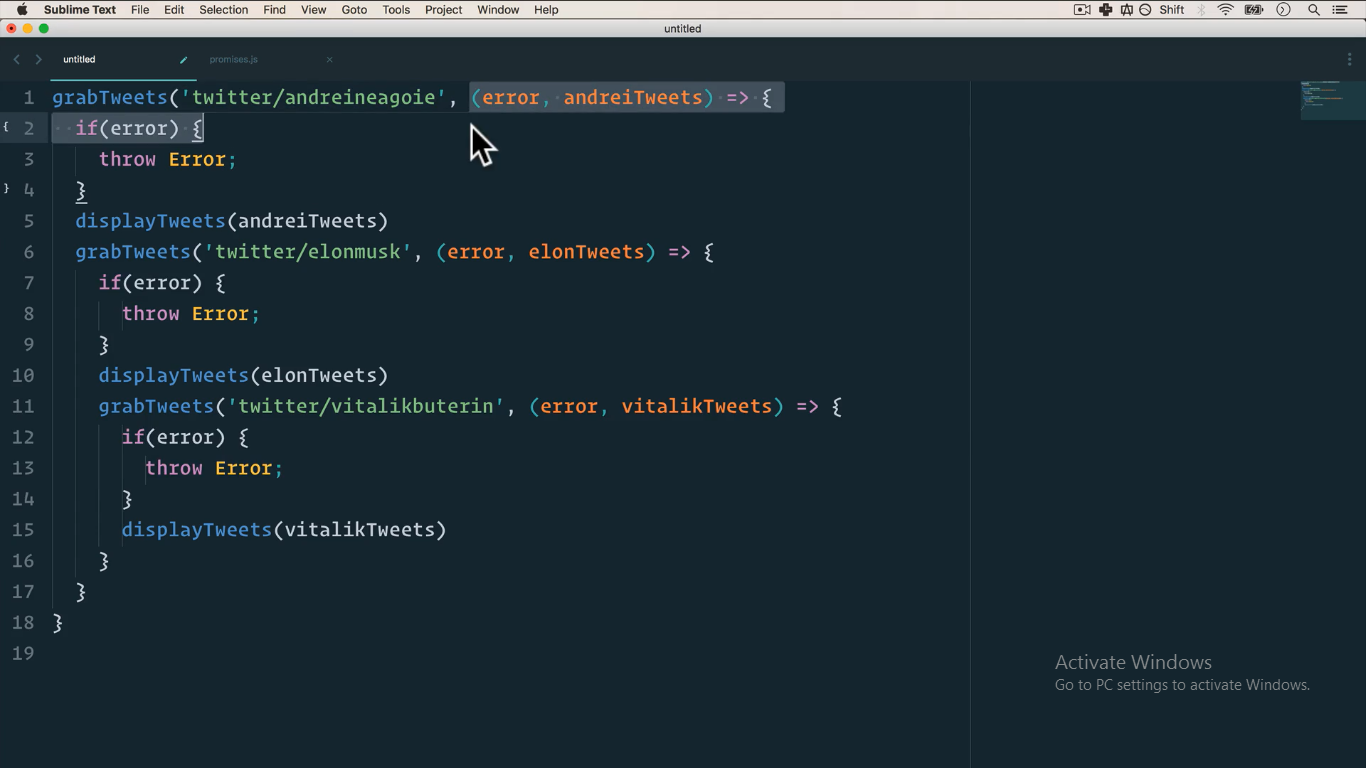 Sublime Text File Edit Selection Find View Goto Tools Project Window Help Shift
untitled
untitled promises.js
1 grabTweets('twitter/andreineagoie', (error, andreiTweets) => {
2 if(error) {
3 throw Error;
4 }
5 displayTweets(andreiTweets)
6 grabTweets('twitter/elonmusk', (error, elonTweets) => {
7 if(error) {
8 throw Error;
9 }
10 displayTweets(elonTweets)
11 grabTweets('twitter/vitalikbuterin', (error, vitalikTweets) => {
12 if(error) {
13 throw Error;
14 }
15 displayTweets(vitalikTweets)
16 }
17 }
18 }
19
Activate Windows
Go to PC settings to activate Windows.